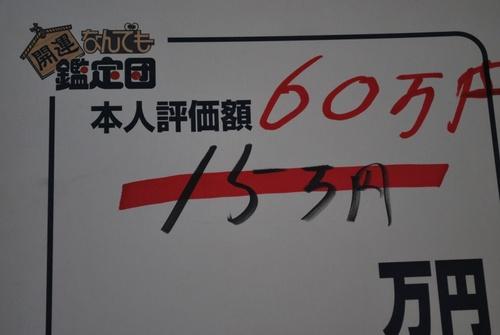 開運
なんでも
鑑定団
本人評価額 60万円
15万円
万円